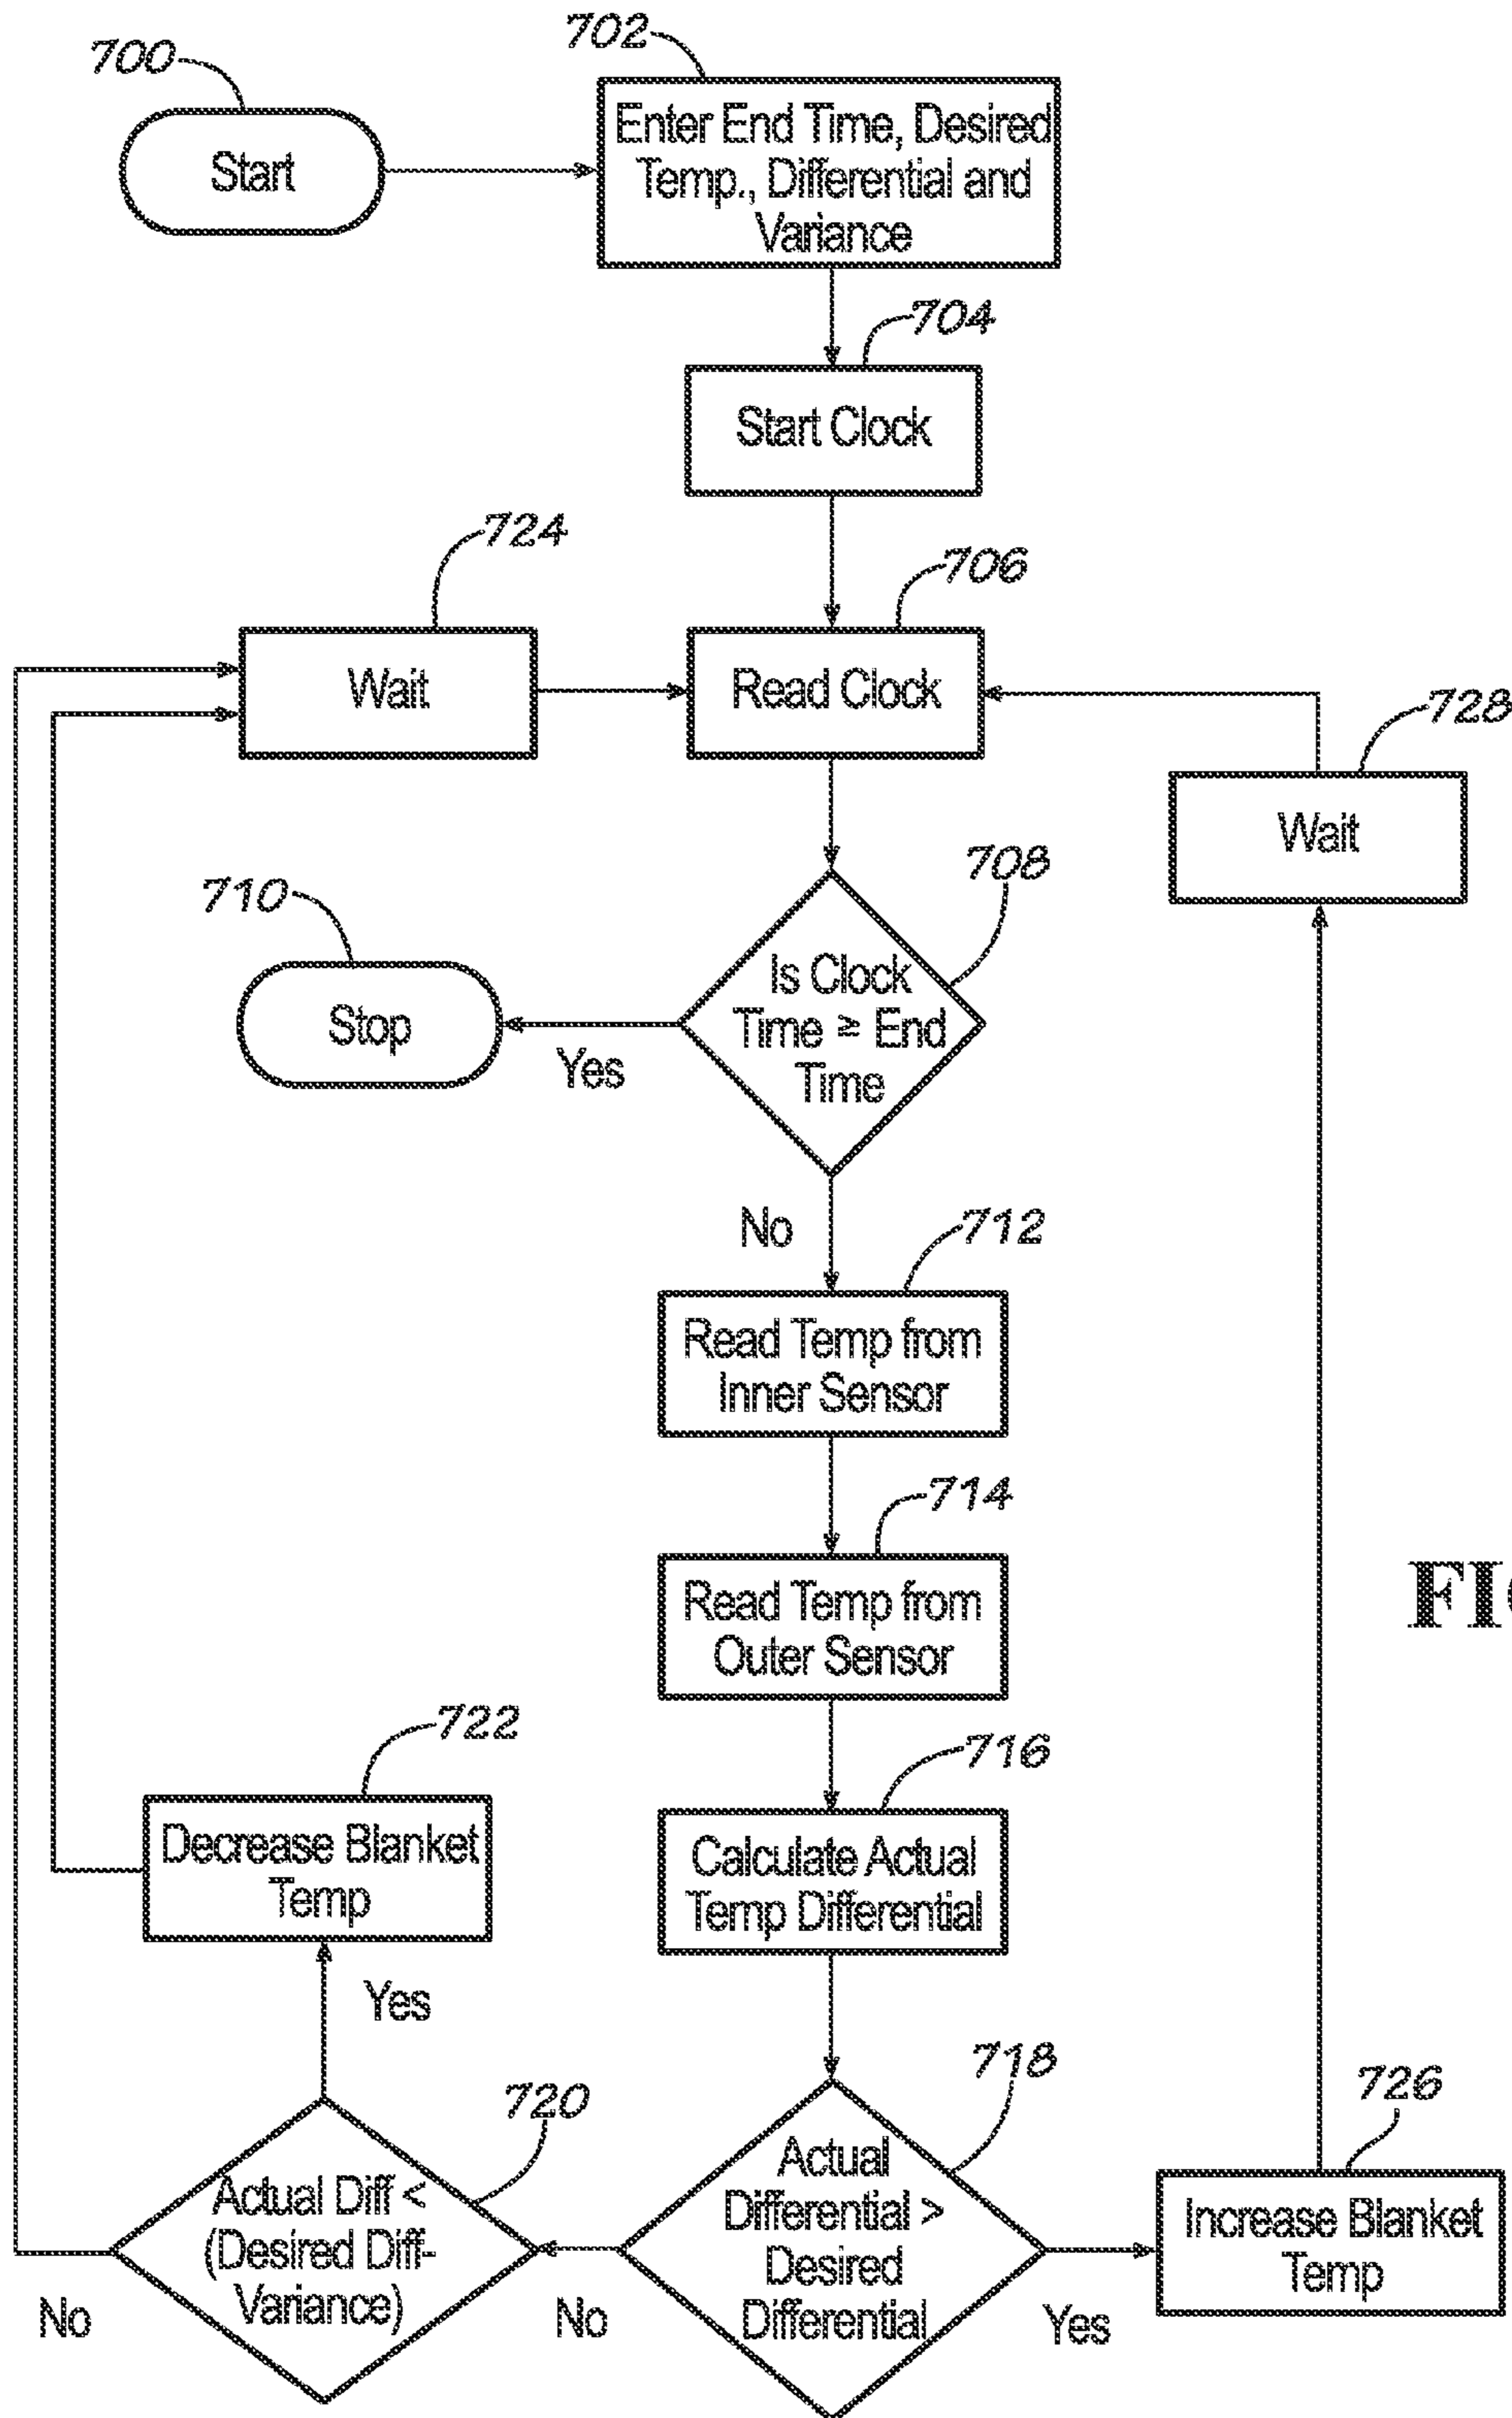 700
Start
702
Enter End Time, Desired
Temp., Differential and
Variance
704
Start Clock
724
Wait
706
Read Clock
728
Wait
710
Stop
708
Is Clock
Time ≥ End
Time
Yes
No
712
Read Temp from
Inner Sensor
714
Read Temp from
Outer Sensor
FI
722
Decrease Blanket
Temp
716
Calculate Actual
Temp Differential
Yes
720
Actual Diff <
(Desired Diff-
Variance)
No
718
Actual
Differential >
Desired
Differential
No
Yes
726
Increase Blanket
Temp